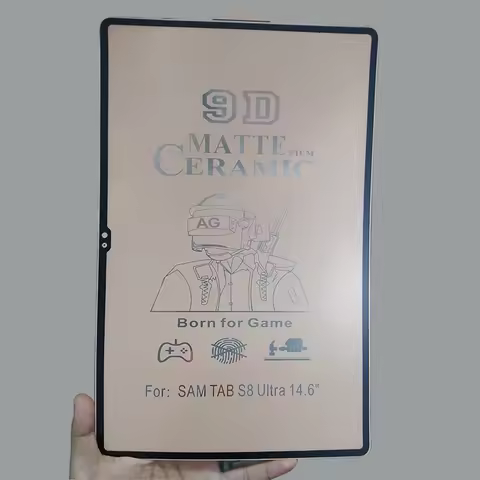 9D
MATTE
FILM
CERAMIC
AG
Born for Game
For: SAM TAB S8 Ultra 14.6"